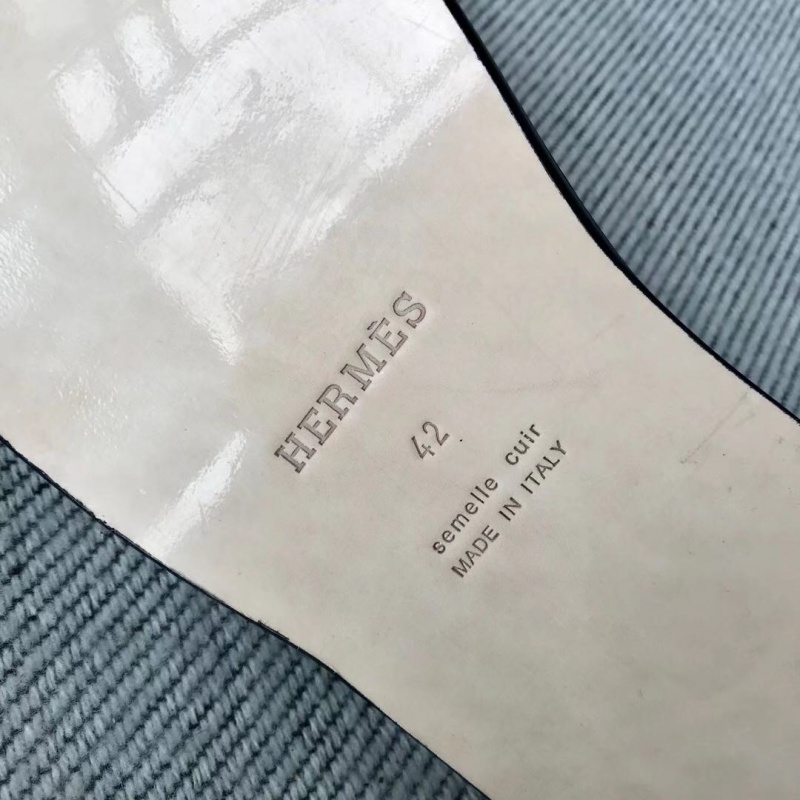 HERMÈS
42
semelle cuir
MADE IN ITALY